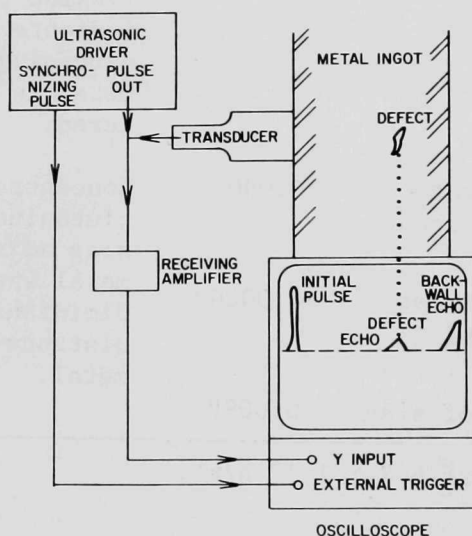 ULTRASONIC
DRIVER
SYNCHRO-
NIZING
PULSE
PULSE
OUT
TRANSDUCER
METAL INGOT
DEFECT
RECEIVING
AMPLIFIER
INITIAL
PULSE
BACK-
WALL
ECHO
DEFECT
ECHO
Y INPUT
EXTERNAL TRIGGER
OSCILLOSCOPE